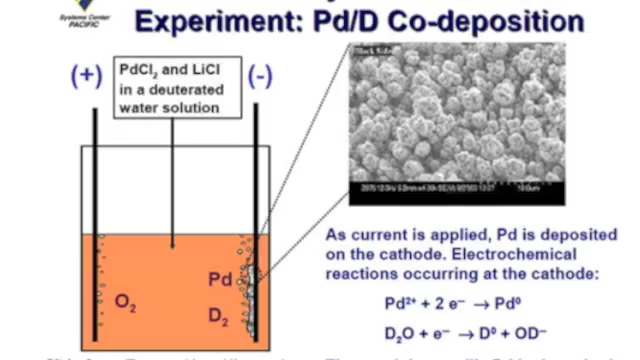 Systems Center
PACIFIC
Experiment: Pd/D Co-deposition
(+)
PdCl₂ and LiCl
in a deuterated
water solution
(-)
O₂
Pd
D₂
As current is applied, Pd is deposited
on the cathode. Electrochemical
reactions occurring at the cathode:
Pd²⁺ + 2 e⁻ → Pd⁰
D₂O + e⁻ → D⁰ + OD⁻